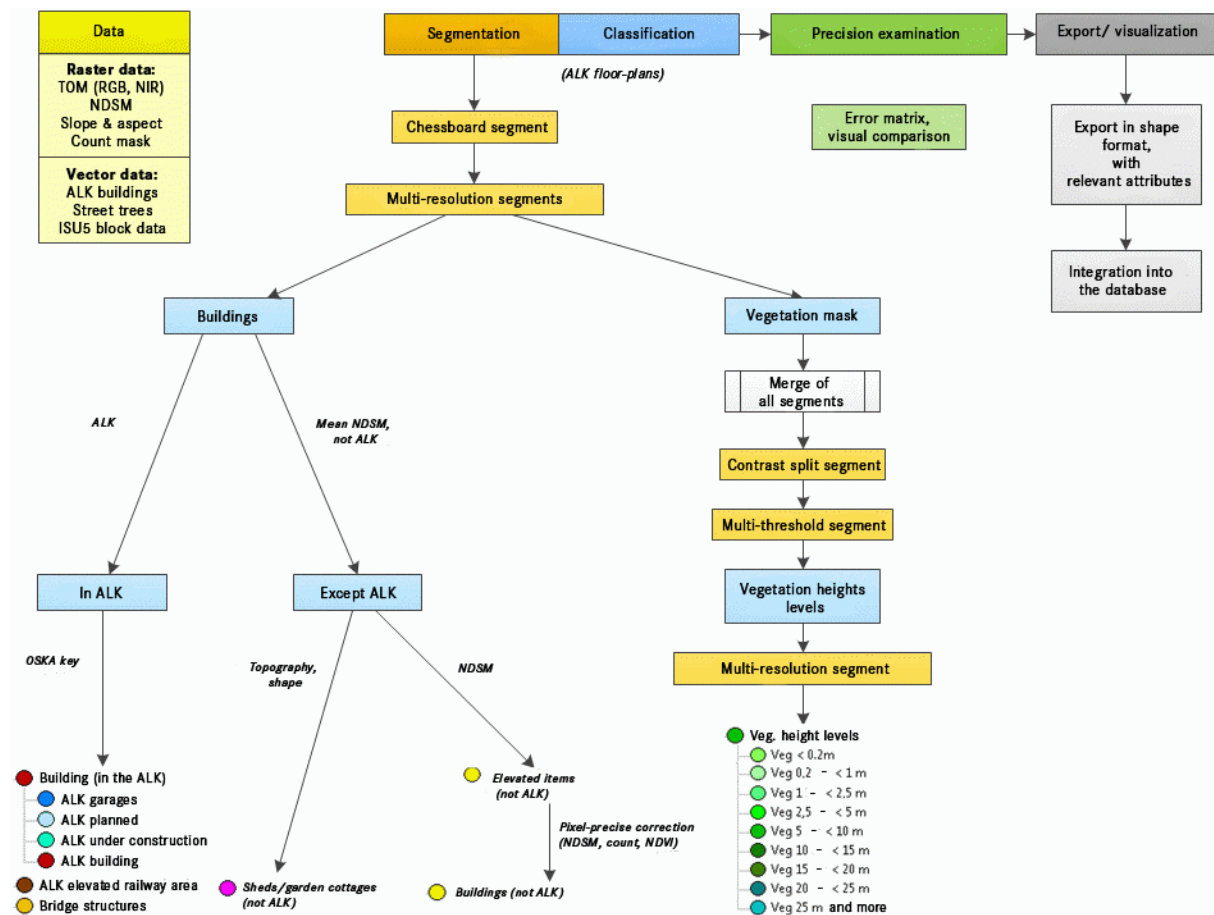 Data
Raster data:
TOM (RGB, NIR)
NDSM
Slope & aspect
Count mask
Vector data:
ALK buildings
Street trees
ISU5 block data
Segmentation
Classification
Precision examination
Export/ visualization
(ALK floor-plans)
Chessboard segment
Multi-resolution segments
Error matrix,
visual comparison
Export in shape
format,
with
relevant attributes
Integration into
the database
Buildings
Vegetation mask
ALK
Mean NDSM,
not ALK
Merge of
all segments
Contrast split segment
Multi-threshold segment
In ALK
Except ALK
Vegetation heights
levels
OSKA key
Topography,
shape
NDSM
Multi-resolution segment
Building (in the ALK)
ALK garages
ALK planned
ALK under construction
ALK building
ALK elevated railway area
Bridge structures
Sheds/garden cottages
(not ALK)
Elevated items
(not ALK)
Pixel-precise correction
(NDSM, count, NDVI)
Buildings (not ALK)
Veg. height levels
Veg < 0.2m
Veg 0,2 - < 1 m
Veg 1 - < 2,5 m
Veg 2,5 - < 5 m
Veg 5 - < 10 m
Veg 10 - < 15 m
Veg 15 - < 20 m
Veg 20 - < 25 m
Veg 25 m and more